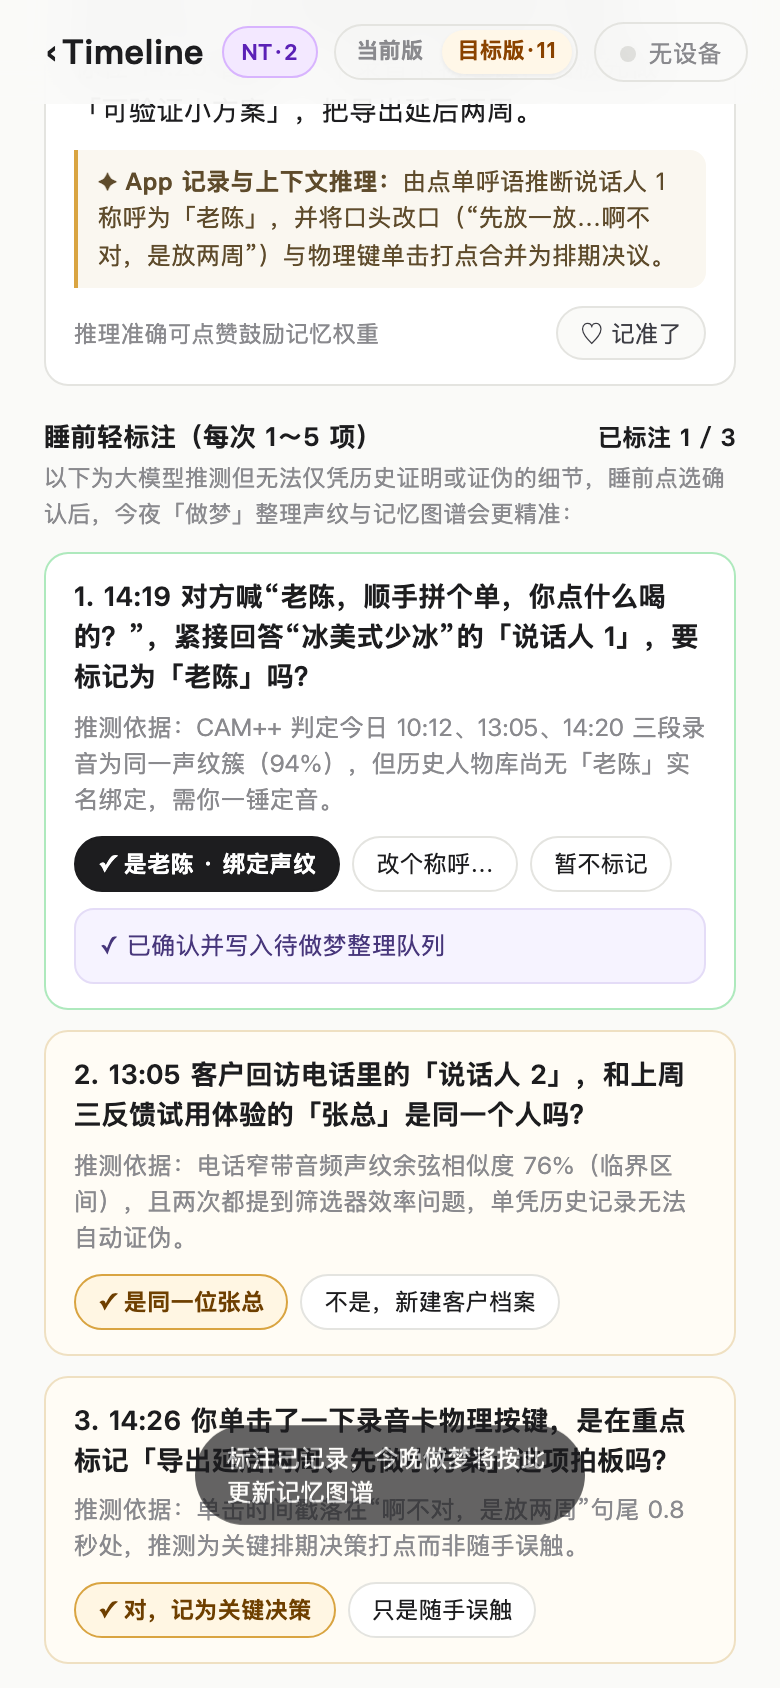 ‹Timeline
NT·2
当前版
目标版·11
无设备
「可验证小方案」，把导出延后两周。
✦ App 记录与上下文推理：由点单呼语推断说话人 1
称呼为「老陈」，并将口头改口（“先放一放…啊不
对，是放两周”）与物理键单击打点合并为排期决议。
推理准确可点赞鼓励记忆权重
♡ 记准了
睡前轻标注（每次 1～5 项）
已标注 1 / 3
以下为大模型推测但无法仅凭历史证明或证伪的细节，睡前点选确
认后，今夜「做梦」整理声纹与记忆图谱会更精准：
1. 14:19 对方喊“老陈，顺手拼个单，你点什么喝
的？”，紧接回答“冰美式少冰”的「说话人 1」，要
标记为「老陈」吗?
推测依据：CAM++ 判定今日 10:12、13:05、14:20 三段录
音为同一声纹簇（94%），但历史人物库尚无「老陈」实
名绑定，需你一锤定音。
✓ 是老陈 · 绑定声纹
改个称呼…
暂不标记
✓ 已确认并写入待做梦整理队列
2. 13:05 客户回访电话里的「说话人 2」，和上周
三反馈试用体验的「张总」是同一个人吗?
推测依据：电话窄带音频声纹余弦相似度 76%（临界区
间），且两次都提到筛选器效率问题，单凭历史记录无法
自动证伪。
✓ 是同一位张总
不是，新建客户档案
3. 14:26 你单击了一下录音卡物理按键，是在重点
标记「导出 项拍板吗?
标注已记录，今晚做梦将按此
更新记忆图谱
推测依据：单击时间戳落在“啊不对，是放两周”句尾 0.8
秒处，推测为关键排期决策打点而非随手误触。
✓ 对，记为关键决策
只是随手误触